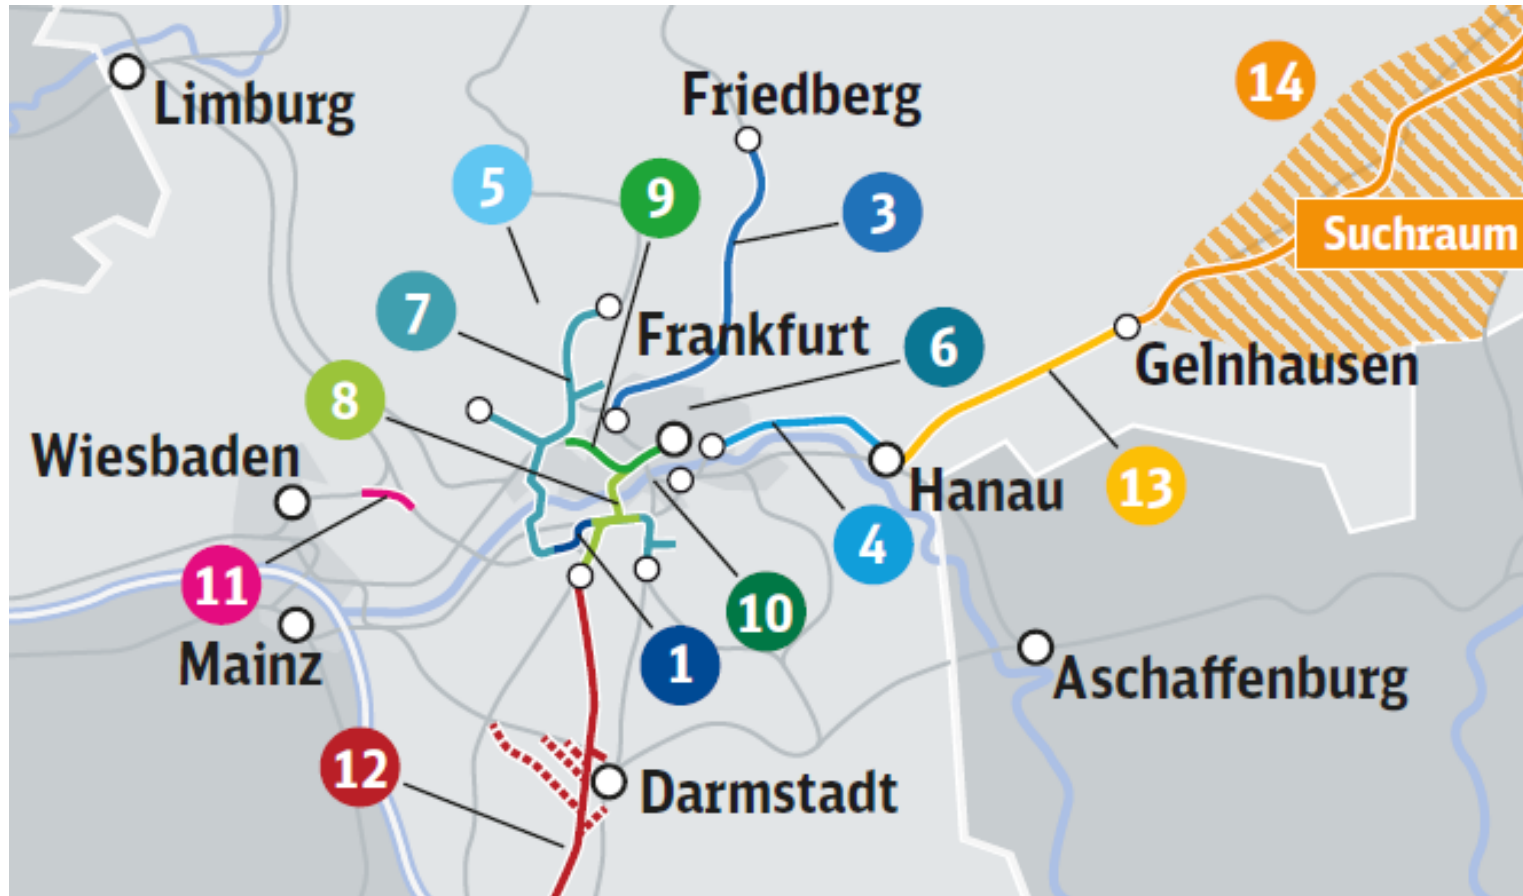 14
Limburg
Friedberg
5
9
3
Suchraum
7
Frankfurt
6
Gelnhausen
8
Wiesbaden
13
Hanau
4
11
10
Mainz
1
Aschaffenburg
12
Darmstadt